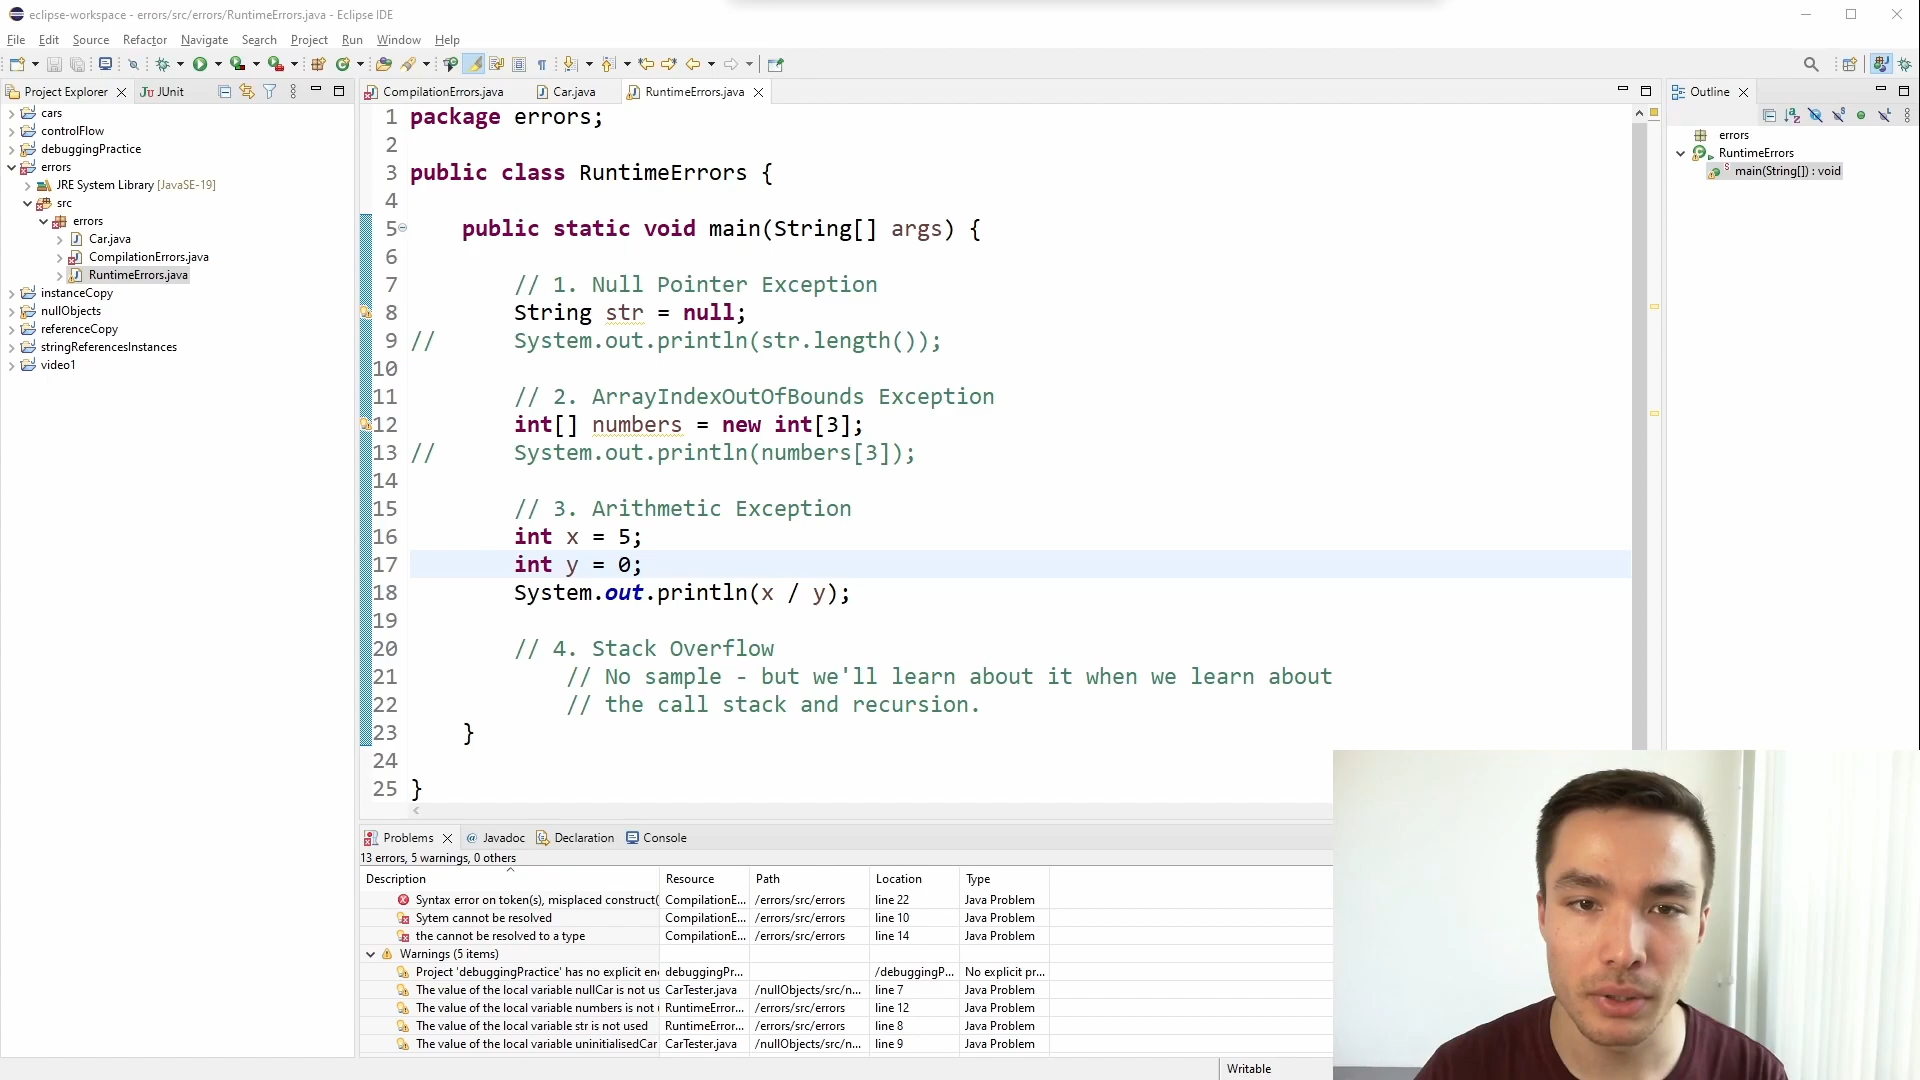 eclipse-workspace - errors/src/errors/RuntimeErrors.java - Eclipse IDE
File Edit Source Refactor Navigate Search Project Run Window Help
Project Explorer JUnit
cars
controlFlow
debuggingPractice
errors
JRE System Library [JavaSE-19]
src
errors
Car.java
CompilationErrors.java
RuntimeErrors.java
instanceCopy
nullObjects
referenceCopy
stringReferencesInstances
video1
CompilationErrors.java Car.java RuntimeErrors.java
1 package errors;
2
3 public class RuntimeErrors {
4
5 public static void main(String[] args) {
6
7 // 1. Null Pointer Exception
8 String str = null;
9 // System.out.println(str.length());
10
11 // 2. ArrayIndexOutOfBounds Exception
12 int[] numbers = new int[3];
13 // System.out.println(numbers[3]);
14
15 // 3. Arithmetic Exception
16 int x = 5;
17 int y = 0;
18 System.out.println(x / y);
19
20 // 4. Stack Overflow
21 // No sample - but we'll learn about it when we learn about
22 // the call stack and recursion.
23 }
24
25 }
Outline
errors
RuntimeErrors
main(String[]) : void
Problems Javadoc Declaration Console
13 errors, 5 warnings, 0 others
Description Resource Path Location Type
Syntax error on token(s), misplaced construct( CompilationE... /errors/src/errors line 22 Java Problem
Sytem cannot be resolved CompilationE... /errors/src/errors line 10 Java Problem
the cannot be resolved to a type CompilationE... /errors/src/errors line 14 Java Problem
Warnings (5 items)
Project 'debuggingPractice' has no explicit en debuggingPr... /debuggingP... No explicit pr...
The value of the local variable nullCar is not us CarTester.java /nullObjects/src/n... line 7 Java Problem
The value of the local variable numbers is not RuntimeError... /errors/src/errors line 12 Java Problem
The value of the local variable str is not used RuntimeError... /errors/src/errors line 8 Java Problem
The value of the local variable uninitialisedCar CarTester.java /nullObjects/src/n... line 9 Java Problem
Writable